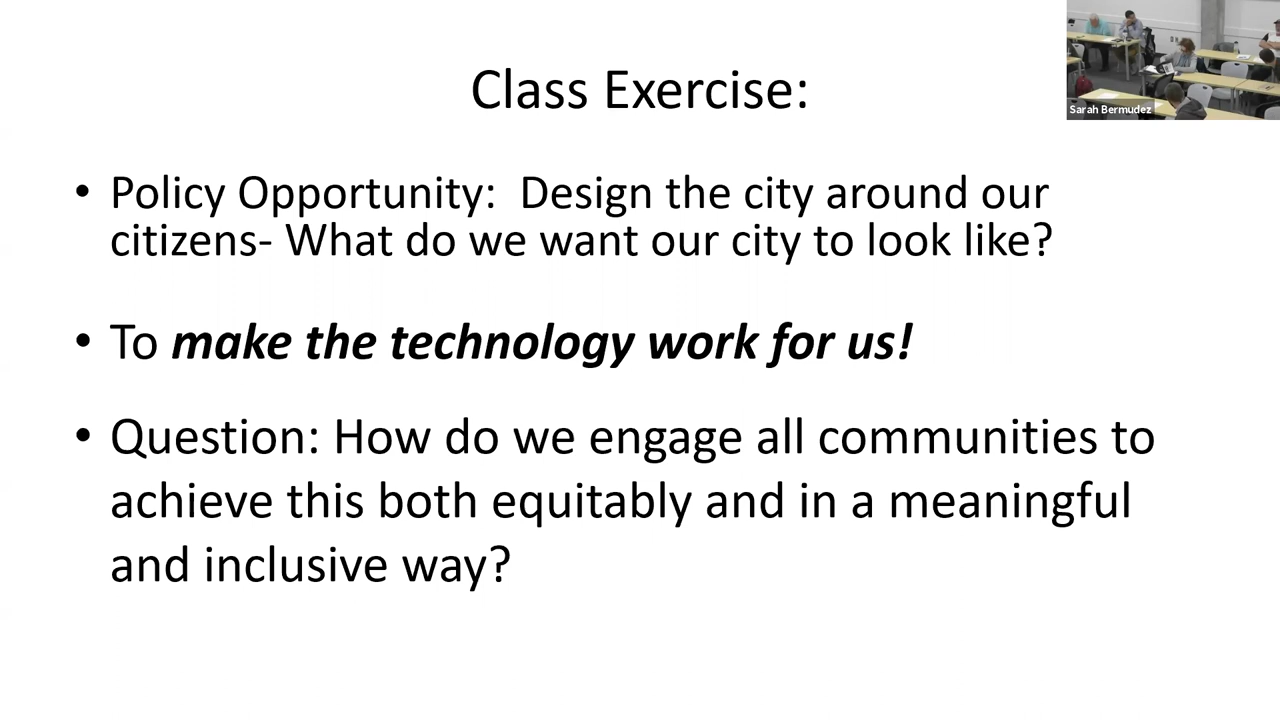 Class Exercise:
Sarah Bermudez
• Policy Opportunity:  Design the city around our
citizens- What do we want our city to look like?
• To make the technology work for us!
• Question: How do we engage all communities to
achieve this both equitably and in a meaningful
and inclusive way?